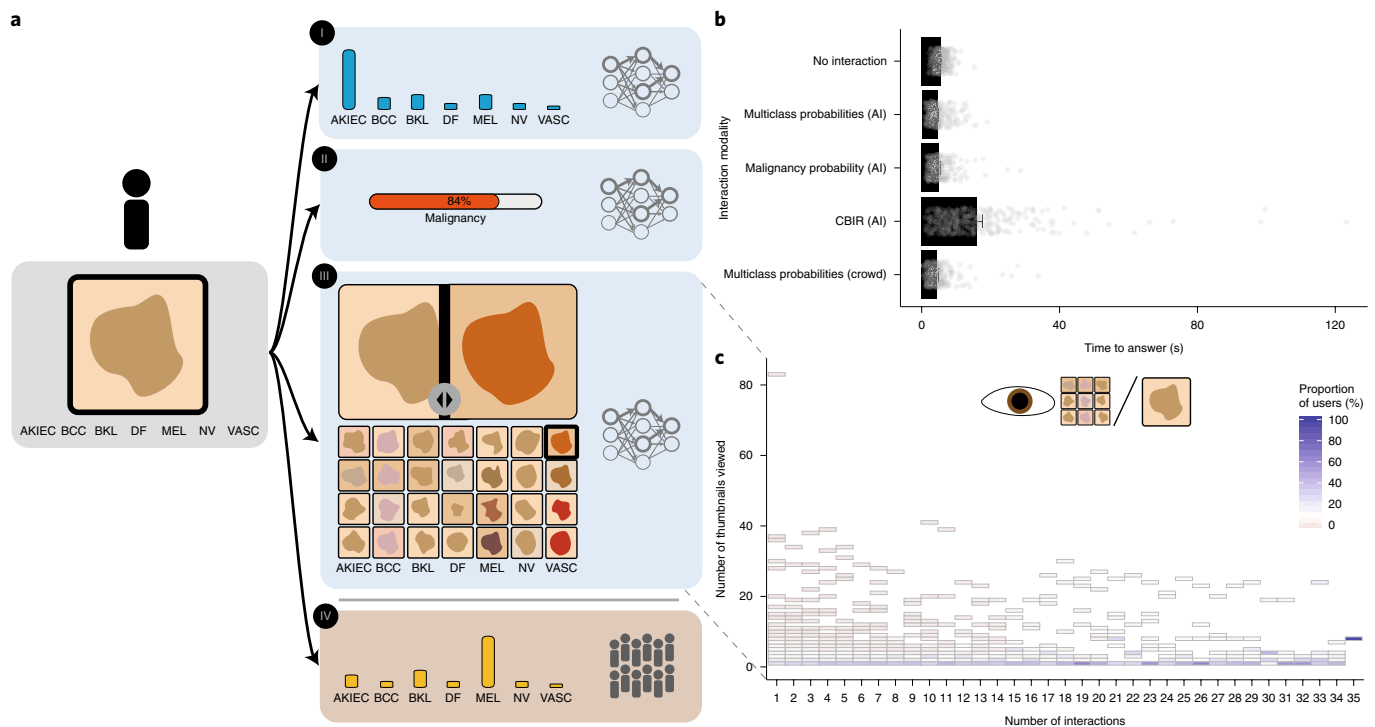 a
I
AKIEC BCC BKL DF MEL NV VASC
II
84%
Malignancy
III
AKIEC BCC BKL DF MEL NV VASC
AKIEC BCC BKL DF MEL NV VASC
IV
AKIEC BCC BKL DF MEL NV VASC
b
Interaction modality
No interaction
Multiclass probabilities (AI)
Malignancy probability (AI)
CBIR (AI)
Multiclass probabilities (crowd)
0 40 80 120
Time to answer (s)
c
Number of thumbnails viewed
80
60
40
20
0
Proportion
of users (%)
100
80
60
40
20
0
1 2 3 4 5 6 7 8 9 10 11 12 13 14 15 16 17 18 19 20 21 22 23 24 25 26 27 28 29 30 31 32 33 34 35
Number of interactions